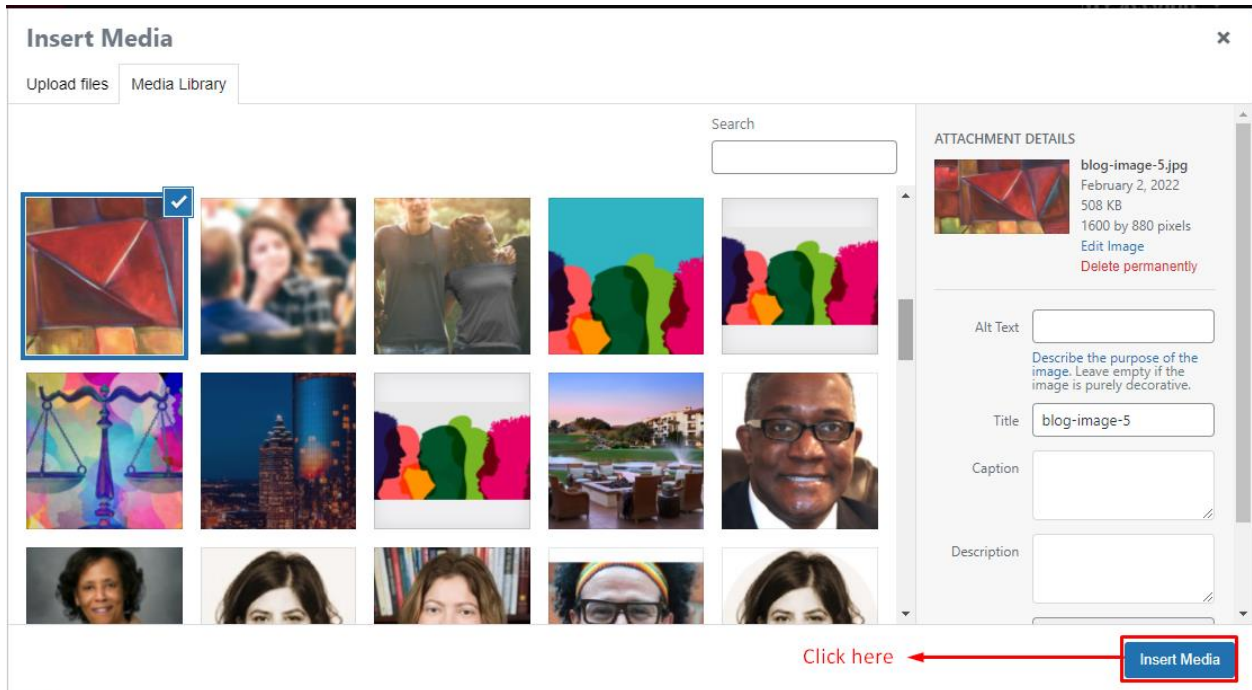 Insert Media
Upload files Media Library
Search
ATTACHMENT DETAILS
blog-image-5.jpg
February 2, 2022
508 KB
1600 by 880 pixels
Edit Image
Delete permanently
Alt Text
Describe the purpose of the
image. Leave empty if the
image is purely decorative.
Title blog-image-5
Caption
Description
Click here Insert Media